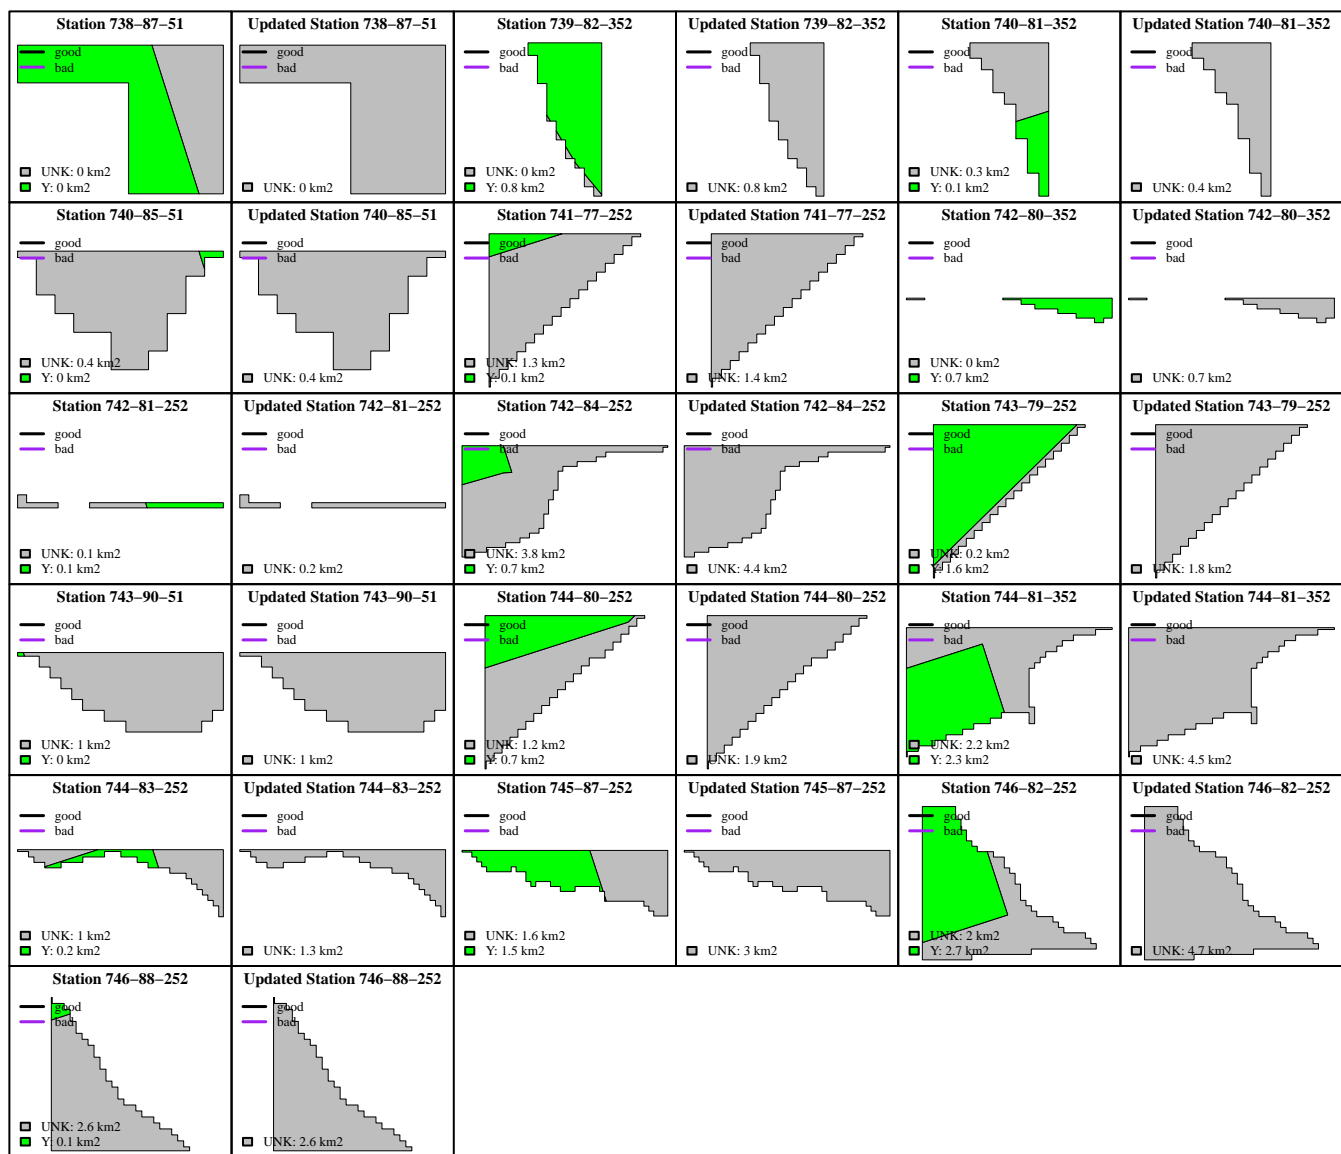 Station 738–87–51
good
bad
UNK: 0 km2
Y: 0 km2
Updated Station 738–87–51
good
bad
UNK: 0 km2
Station 739–82–352
good
bad
UNK: 0 km2
Y: 0.8 km2
Updated Station 739–82–352
good
bad
UNK: 0.8 km2
Station 740–81–352
good
bad
UNK: 0.3 km2
Y: 0.1 km2
Updated Station 740–81–352
good
bad
UNK: 0.4 km2
Station 740–85–51
good
bad
UNK: 0.4 km2
Y: 0 km2
Updated Station 740–85–51
good
bad
UNK: 0.4 km2
Station 741–77–252
good
bad
UNK: 1.3 km2
Y: 0.1 km2
Updated Station 741–77–252
good
bad
UNK: 1.4 km2
Station 742–80–352
good
bad
UNK: 0 km2
Y: 0.7 km2
Updated Station 742–80–352
good
bad
UNK: 0.7 km2
Station 742–81–252
good
bad
UNK: 0.1 km2
Y: 0.1 km2
Updated Station 742–81–252
good
bad
UNK: 0.2 km2
Station 742–84–252
good
bad
UNK: 3.8 km2
Y: 0.7 km2
Updated Station 742–84–252
good
bad
UNK: 4.4 km2
Station 743–79–252
good
bad
UNK: 0.2 km2
Y: 1.6 km2
Updated Station 743–79–252
good
bad
UNK: 1.8 km2
Station 743–90–51
good
bad
UNK: 1 km2
Y: 0 km2
Updated Station 743–90–51
good
bad
UNK: 1 km2
Station 744–80–252
good
bad
UNK: 1.2 km2
Y: 0.7 km2
Updated Station 744–80–252
good
bad
UNK: 1.9 km2
Station 744–81–352
good
bad
UNK: 2.2 km2
Y: 2.3 km2
Updated Station 744–81–352
good
bad
UNK: 4.5 km2
Station 744–83–252
good
bad
UNK: 1 km2
Y: 0.2 km2
Updated Station 744–83–252
good
bad
UNK: 1.3 km2
Station 745–87–252
good
bad
UNK: 1.6 km2
Y: 1.5 km2
Updated Station 745–87–252
good
bad
UNK: 3 km2
Station 746–82–252
good
bad
UNK: 2 km2
Y: 2.7 km2
Updated Station 746–82–252
good
bad
UNK: 4.7 km2
Station 746–88–252
good
bad
UNK: 2.6 km2
Y: 0.1 km2
Updated Station 746–88–252
good
bad
UNK: 2.6 km2